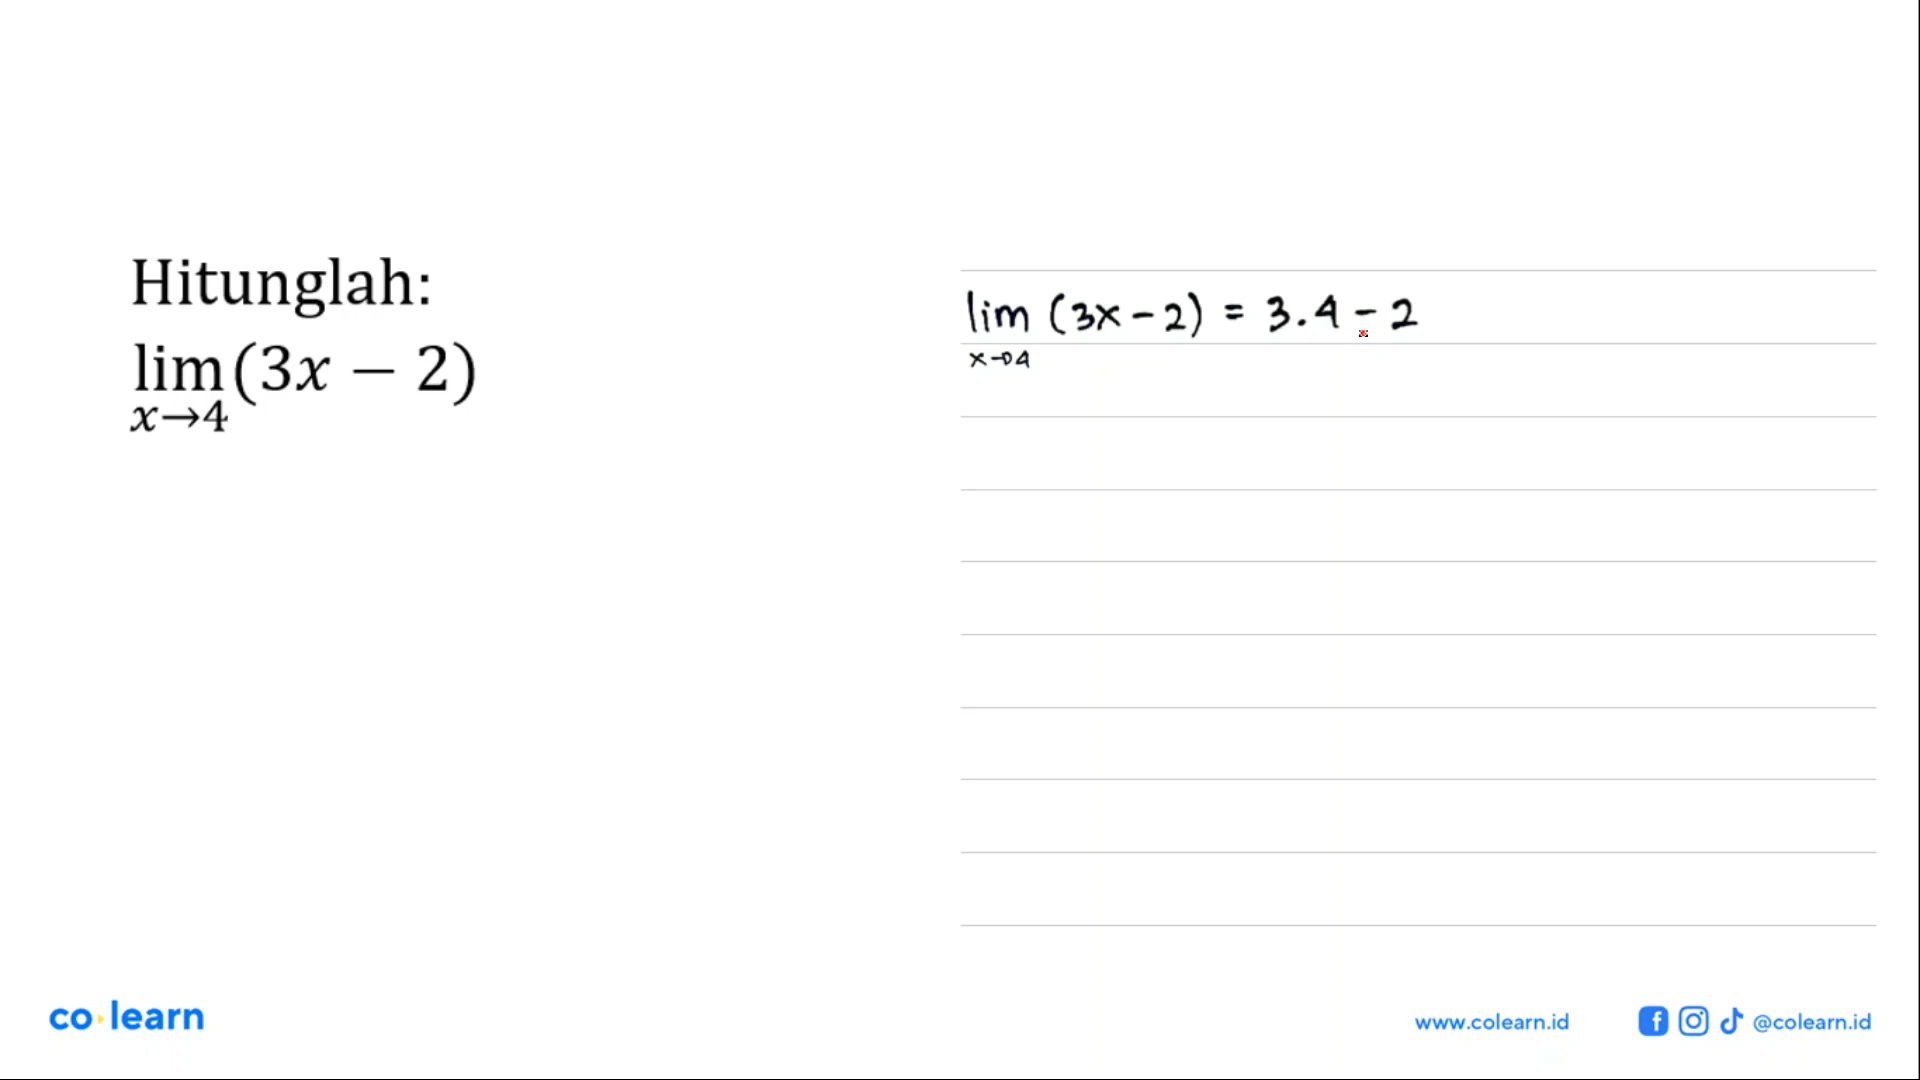 Hitunglah:
lim(3x − 2)
x→4
lim (3x − 2) = 3.4 − 2
x→4
co learn
www.colearn.id
@colearn.id